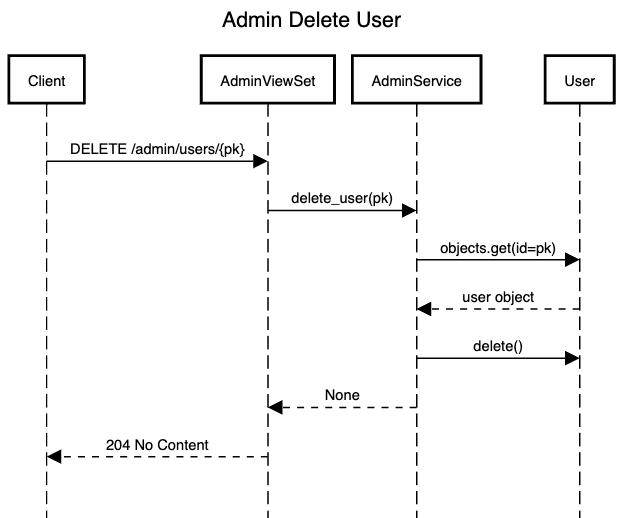 Admin Delete User
Client
AdminViewSet
AdminService
User
DELETE /admin/users/{pk}
delete_user(pk)
objects.get(id=pk)
user object
delete()
None
204 No Content